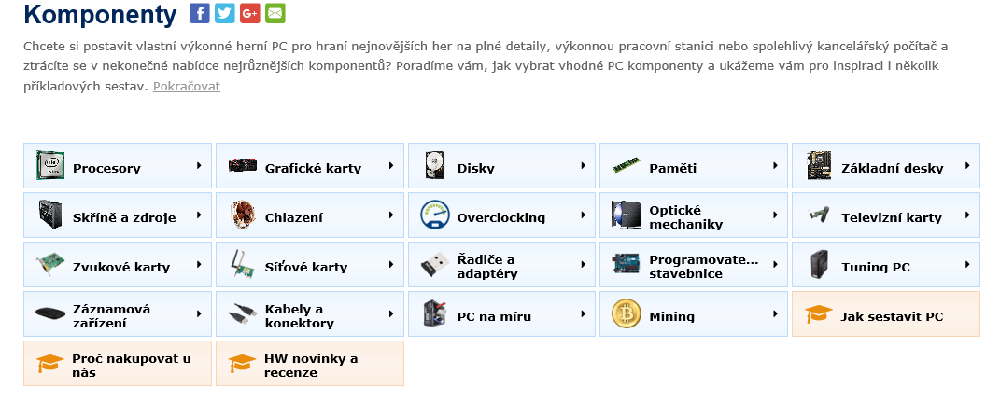 Komponenty
Chcete si postavit vlastní výkonné herní PC pro hraní nejnovějších her na plné detaily, výkonnou pracovní stanici nebo spolehlivý kancelářský počítač a
ztrácíte se v nekonečné nabídce nejrůznějších komponentů? Poradíme vám, jak vybrat vhodné PC komponenty a ukážeme vám pro inspiraci i několik
příkladových sestav. Pokračovat
Procesory
Grafické karty
Disky
Paměti
Základní desky
Skříně a zdroje
Chlazení
Overclocking
Optické
mechaniky
Televizní karty
Zvukové karty
Síťové karty
Řadiče a
adaptéry
Programovate...
stavebnice
Tuning PC
Záznamová
zařízení
Kabely a
konektory
PC na míru
Mining
Jak sestavit PC
Proč nakupovat u
nás
HW novinky a
recenze